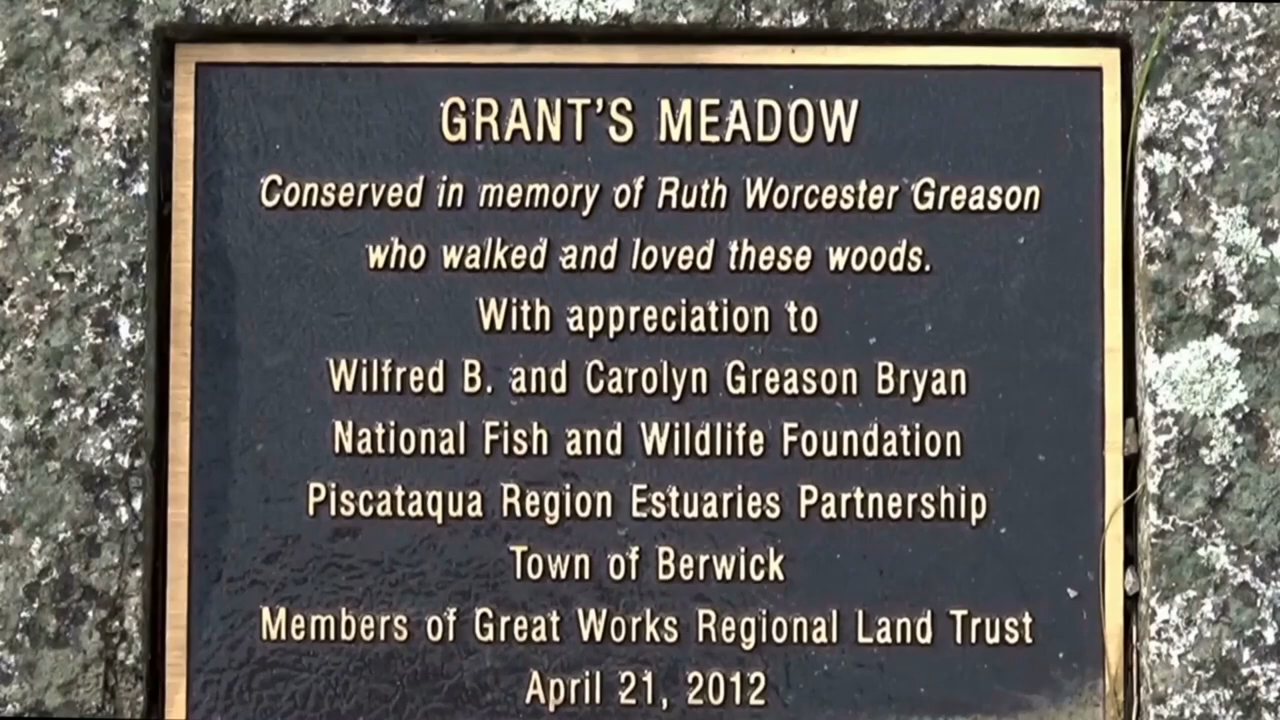 GRANT'S MEADOW
Conserved in memory of Ruth Worcester Greason
who walked and loved these woods.
With appreciation to
Wilfred B. and Carolyn Greason Bryan
National Fish and Wildlife Foundation
Piscataqua Region Estuaries Partnership
Town of Berwick
Members of Great Works Regional Land Trust
April 21, 2012